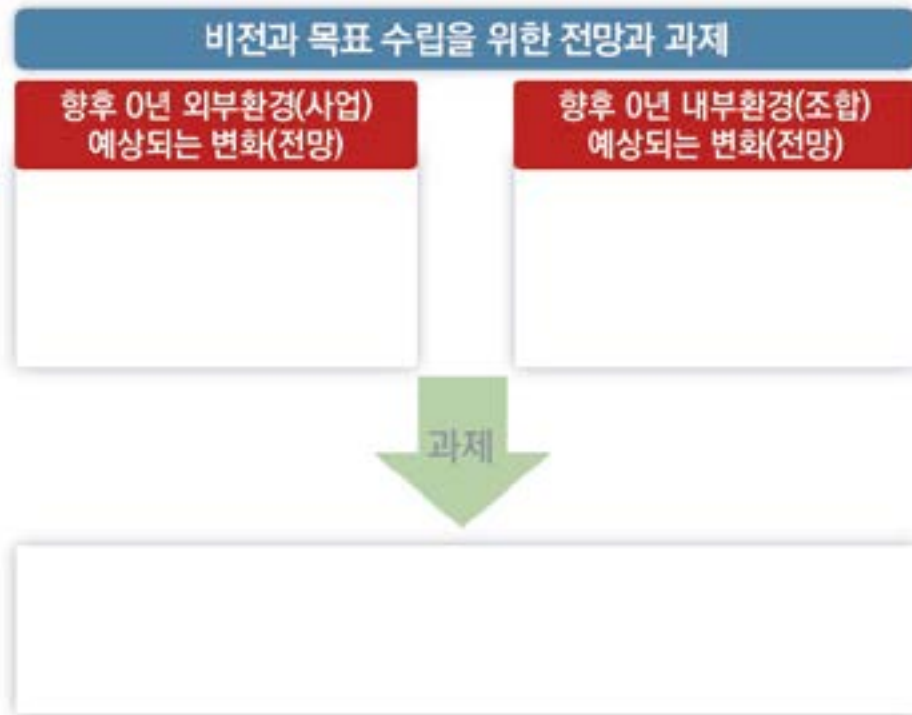 비전과 목표 수립을 위한 전망과 과제
향후 0년 외부환경(사업)
예상되는 변화(전망)
향후 0년 내부환경(조합)
예상되는 변화(전망)
과제